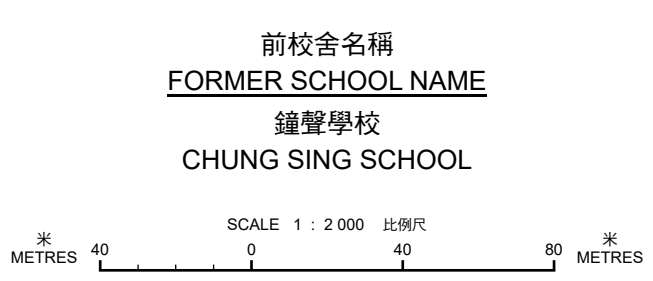 前校舍名稱
FORMER SCHOOL NAME
鐘聲學校
CHUNG SING SCHOOL
SCALE 1 : 2 000 比例尺
米 米
METRES 40 0 40 80 METRES